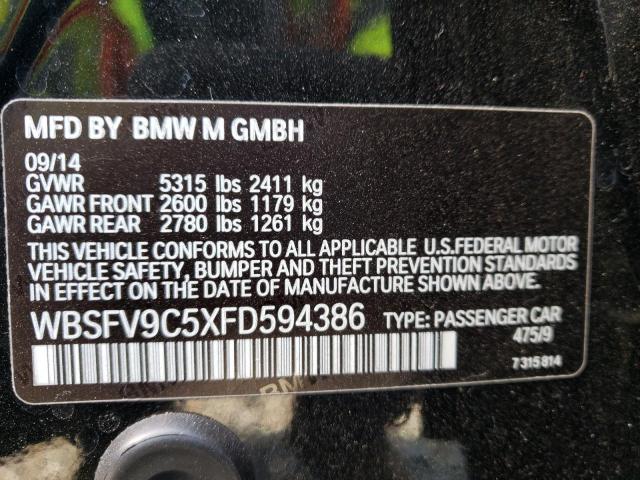 MFD BY BMW M GMBH
09/14
GVWR 5315 lbs 2411 kg
GAWR FRONT 2600 lbs 1179 kg
GAWR REAR 2780 lbs 1261 kg
THIS VEHICLE CONFORMS TO ALL APPLICABLE U.S.FEDERAL MOTOR
VEHICLE SAFETY, BUMPER AND THEFT PREVENTION STANDARDS
IN EFFECT ON THE DATE OF MANUFACTURE SHOWN ABOVE.
WBSFV9C5XFD594386 TYPE: PASSENGER CAR
475/9
7 315 814
BMW